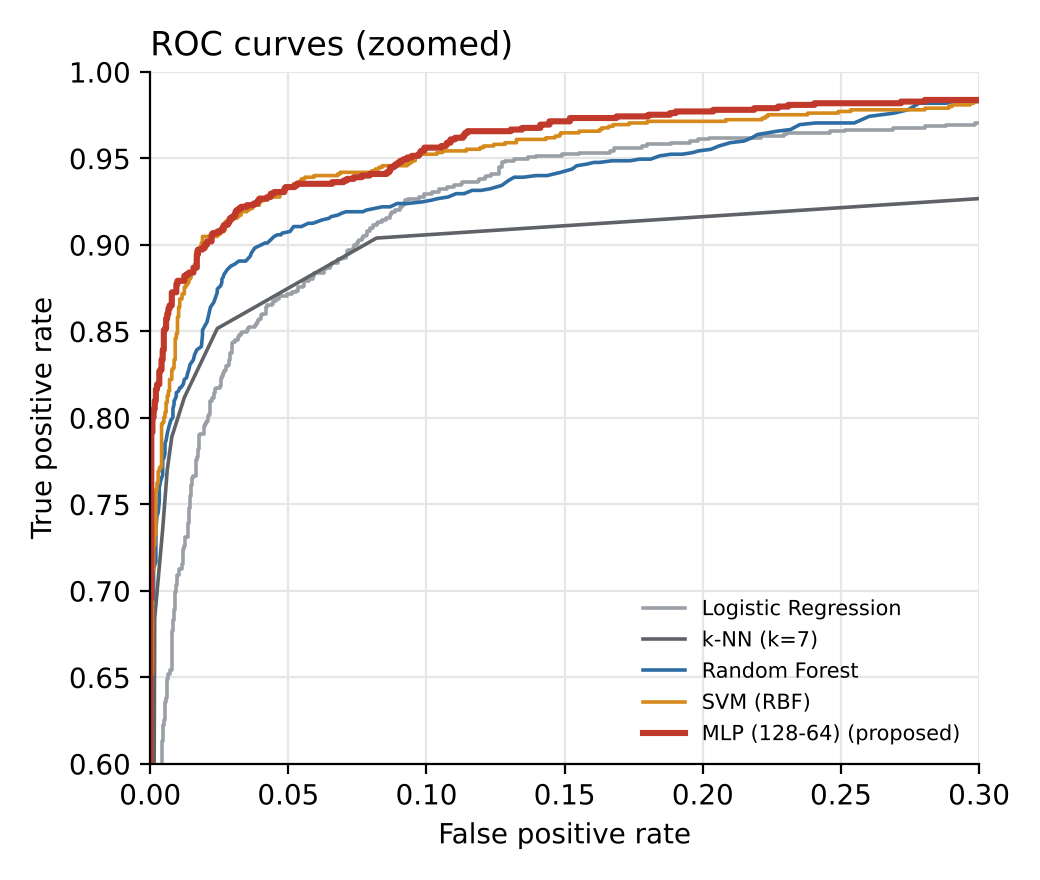 ROC curves (zoomed)
True positive rate
1.00
0.95
0.90
0.85
0.80
0.75
0.70
0.65
0.60
Logistic Regression
k-NN (k=7)
Random Forest
SVM (RBF)
MLP (128-64) (proposed)
0.00 0.05 0.10 0.15 0.20 0.25 0.30
False positive rate